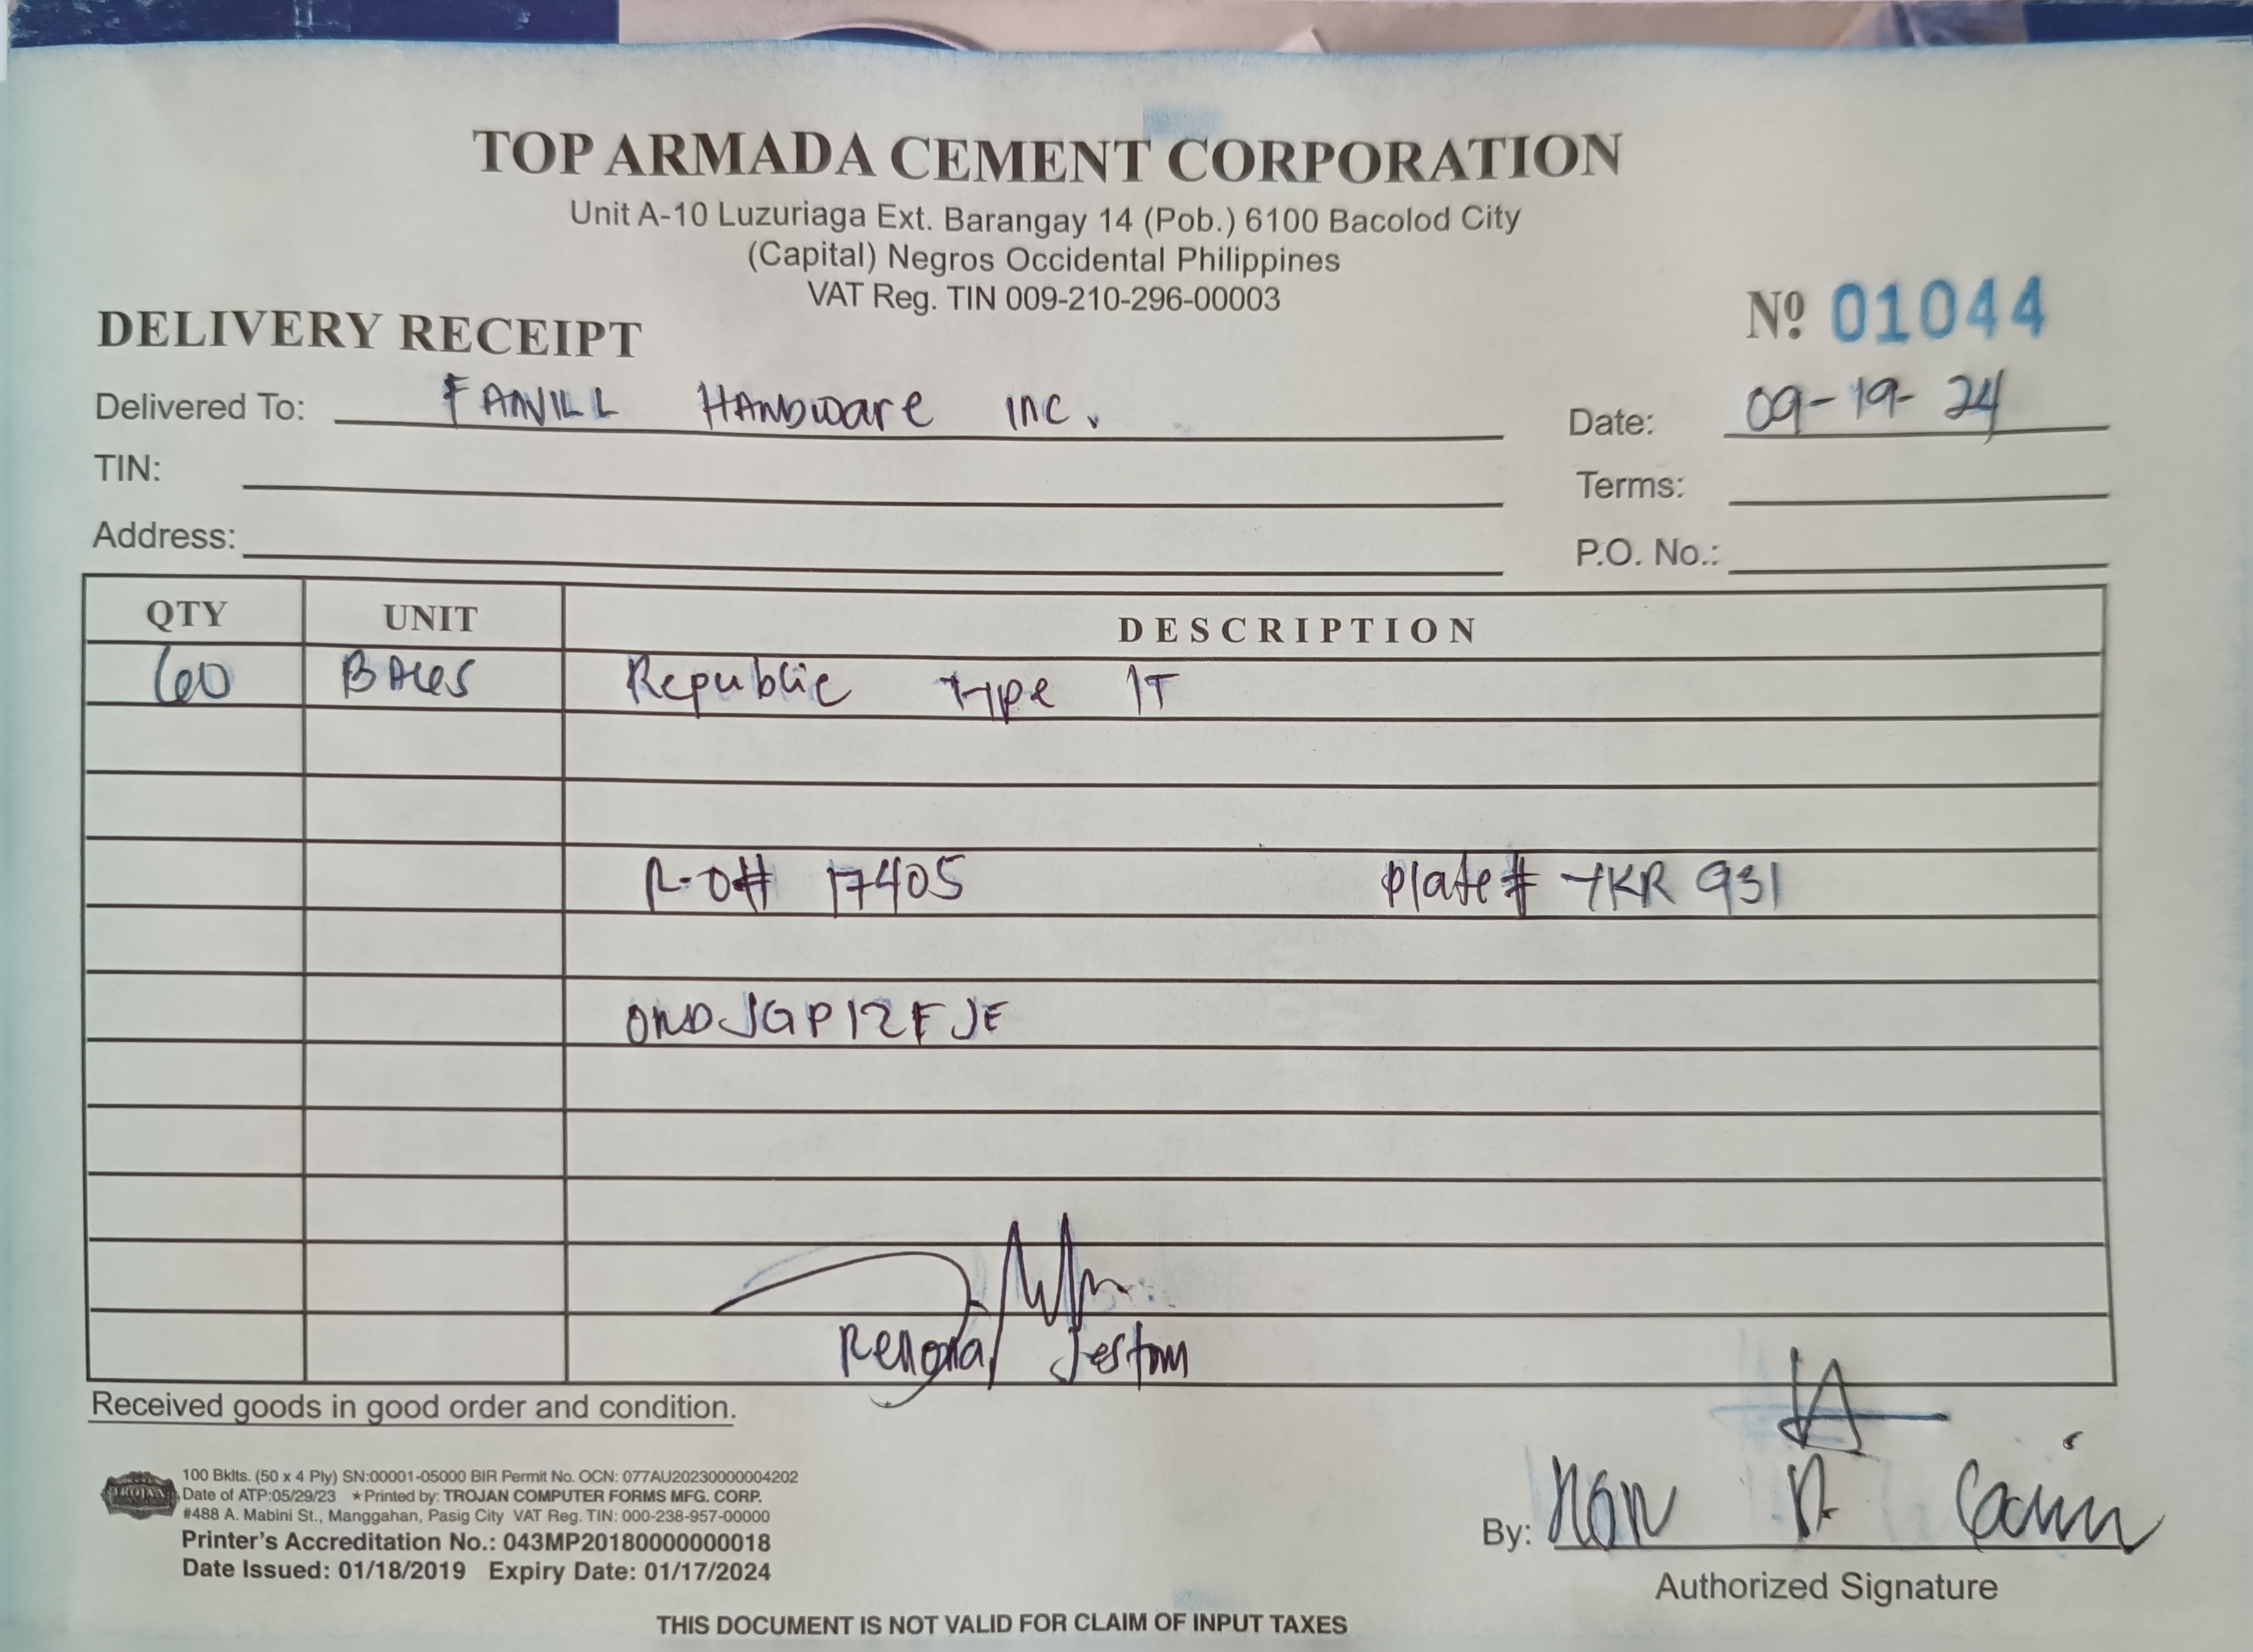 TOP ARMADA CEMENT CORPORATION
Unit A-10 Luzuriaga Ext. Barangay 14 (Pob.) 6100 Bacolod City
(Capital) Negros Occidental Philippines
VAT Reg. TIN 009-210-296-00003
DELIVERY RECEIPT
Nº 01044
Delivered To: FANVILL HARDware inc.
Date: 09-19-24
TIN:
Terms:
Address:
P.O. No.:
QTY UNIT DESCRIPTION
60 Republic Type 1T
R-O# 17405 plate# YKR 931
Received goods in good order and condition.
TROJAN
100 Bklts. (50 x 4 Ply) SN:00001-05000 BIR Permit No. OCN: 077AU20230000004202
Date of ATP:05/29/23 ★Printed by: TROJAN COMPUTER FORMS MFG. CORP.
#488 A. Mabini St., Manggahan, Pasig City VAT Reg. TIN: 000-238-957-00000
Printer's Accreditation No.: 043MP20180000000018
Date Issued: 01/18/2019 Expiry Date: 01/17/2024
By:
Authorized Signature
THIS DOCUMENT IS NOT VALID FOR CLAIM OF INPUT TAXES